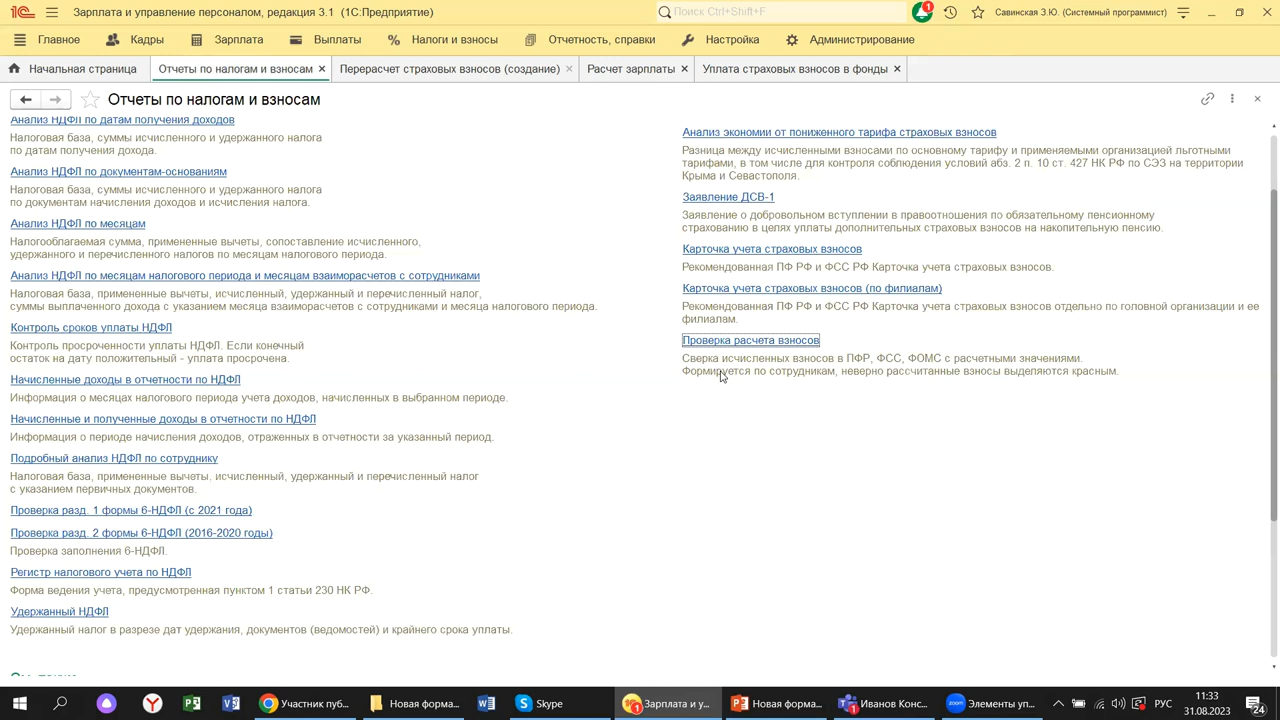 Зарплата и управление персоналом, редакция 3.1 (1С:Предприятие)
Поиск Ctrl+Shift+F
1
Савинская З.Ю. (Системный программист)
Главное
Кадры
Зарплата
Выплаты
Налоги и взносы
Отчетность, справки
Настройка
Администрирование
Начальная страница
Отчеты по налогам и взносам
Перерасчет страховых взносов (создание)
Расчет зарплаты
Уплата страховых взносов в фонды
Отчеты по налогам и взносам
Анализ НДФЛ по датам получения доходов
Налоговая база, суммы исчисленного и удержанного налога
по датам получения дохода.
Анализ НДФЛ по документам-основаниям
Налоговая база, суммы исчисленного и удержанного налога
по документам начисления доходов и исчисления налога.
Анализ НДФЛ по месяцам
Налогооблагаемая сумма, примененные вычеты, сопоставление исчисленного,
удержанного и перечисленного налогов по месяцам налогового периода.
Анализ НДФЛ по месяцам налогового периода и месяцам взаиморасчетов с сотрудниками
Налоговая база, примененные вычеты, исчисленный, удержанный и перечисленный налог,
суммы выплаченного дохода с указанием месяца взаиморасчетов с сотрудниками и месяца налогового периода.
Контроль сроков уплаты НДФЛ
Контроль просроченности уплаты НДФЛ. Если конечный
остаток на дату положительный - уплата просрочена.
Начисленные доходы в отчетности по НДФЛ
Информация о месяцах налогового периода учета доходов, начисленных в выбранном периоде.
Начисленные и полученные доходы в отчетности по НДФЛ
Информация о периоде начисления доходов, отраженных в отчетности за указанный период.
Подробный анализ НДФЛ по сотруднику
Налоговая база, примененные вычеты, исчисленный, удержанный и перечисленный налог
с указанием первичных документов.
Проверка разд. 1 формы 6-НДФЛ (с 2021 года)
Проверка разд. 2 формы 6-НДФЛ (2016-2020 годы)
Проверка заполнения 6-НДФЛ.
Регистр налогового учета по НДФЛ
Форма ведения учета, предусмотренная пунктом 1 статьи 230 НК РФ.
Удержанный НДФЛ
Удержанный налог в разрезе дат удержания, документов (ведомостей) и крайнего срока уплаты.
Анализ экономии от пониженного тарифа страховых взносов
Разница между исчисленными взносами по основному тарифу и применяемыми организацией льготными
тарифами, в том числе для контроля соблюдения условий абз. 2 п. 10 ст. 427 НК РФ по СЭЗ на территории
Крыма и Севастополя.
Заявление ДСВ-1
Заявление о добровольном вступлении в правоотношения по обязательному пенсионному
страхованию в целях уплаты дополнительных страховых взносов на накопительную пенсию.
Карточка учета страховых взносов
Рекомендованная ПФ РФ и ФСС РФ Карточка учета страховых взносов.
Карточка учета страховых взносов (по филиалам)
Рекомендованная ПФ РФ и ФСС РФ Карточка учета страховых взносов отдельно по головной организации и ее
филиалам.
Проверка расчета взносов
Сверка исчисленных взносов в ПФР, ФСС, ФОМС с расчетными значениями.
Формируется по сотрудникам, неверно рассчитанные взносы выделяются красным.
Участник пуб...
Новая форма...
Skype
Зарплата и у...
Новая форма...
Иванов Конс...
Элементы уп...
РУС
11:33
31.08.2023
24